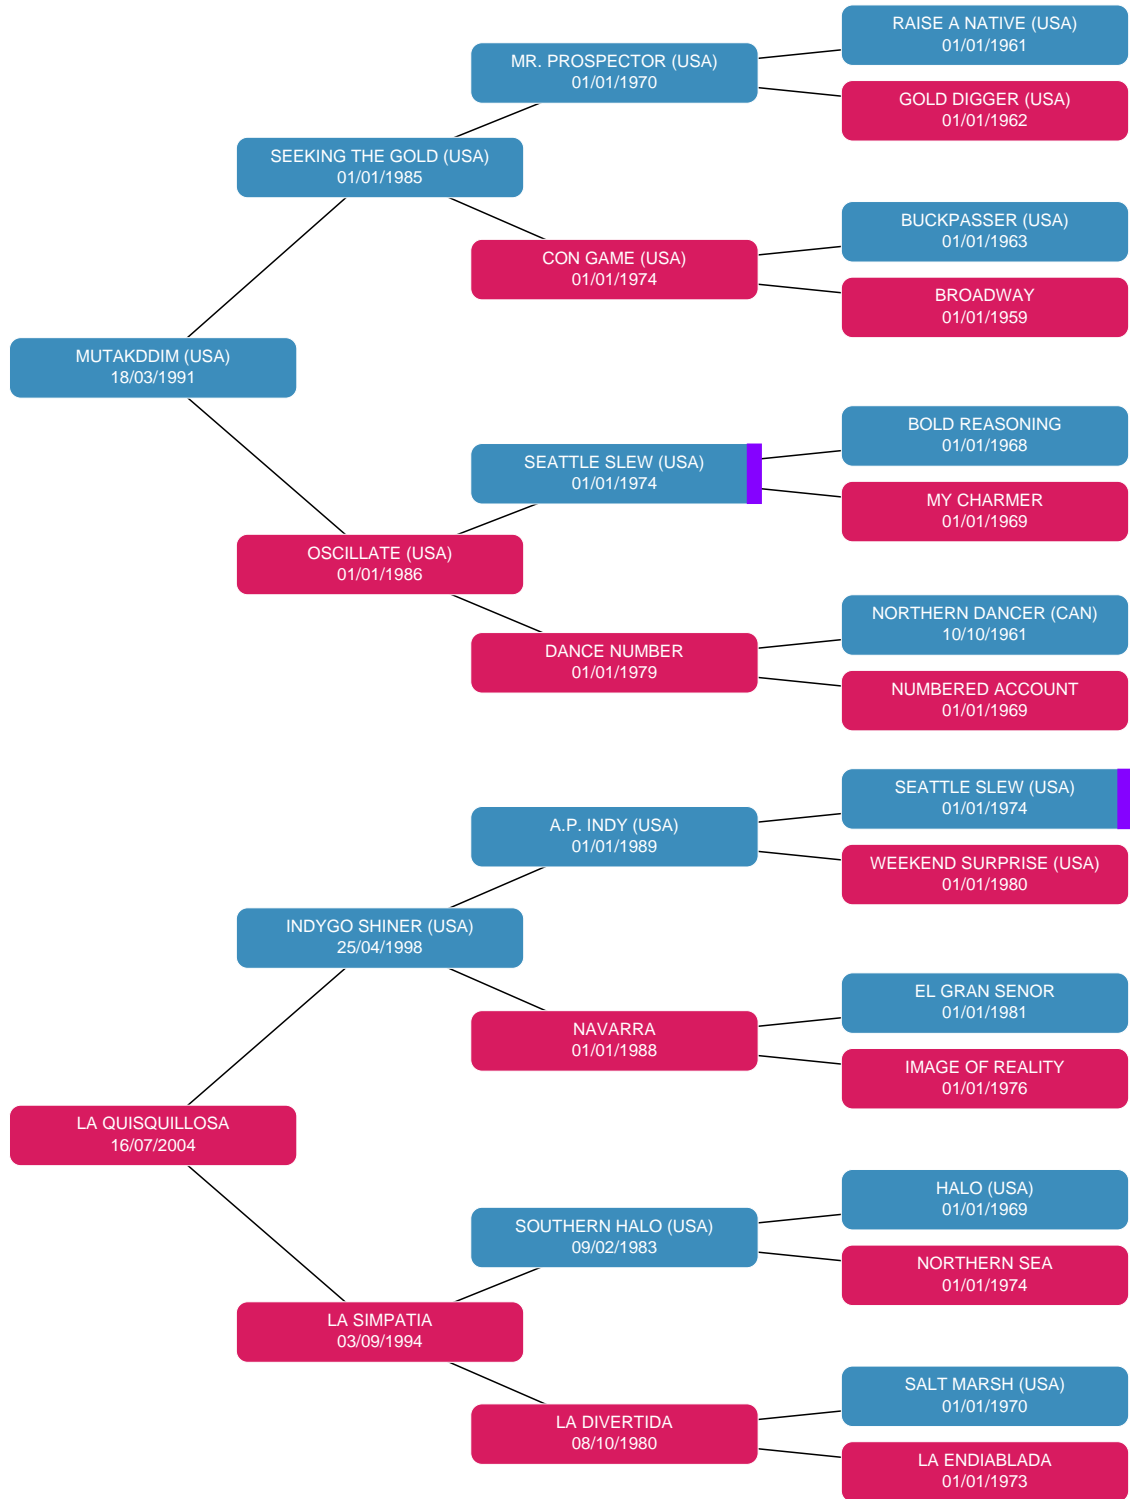 RAISE A NATIVE (USA)
01/01/1961
MR. PROSPECTOR (USA)
01/01/1970
GOLD DIGGER (USA)
01/01/1962
SEEKING THE GOLD (USA)
01/01/1985
BUCKPASSER (USA)
01/01/1963
CON GAME (USA)
01/01/1974
BROADWAY
01/01/1959
MUTAKDDIM (USA)
18/03/1991
BOLD REASONING
01/01/1968
SEATTLE SLEW (USA)
01/01/1974
MY CHARMER
01/01/1969
OSCILLATE (USA)
01/01/1986
NORTHERN DANCER (CAN)
10/10/1961
DANCE NUMBER
01/01/1979
NUMBERED ACCOUNT
01/01/1969
SEATTLE SLEW (USA)
01/01/1974
A.P. INDY (USA)
01/01/1989
WEEKEND SURPRISE (USA)
01/01/1980
INDYGO SHINER (USA)
25/04/1998
EL GRAN SENOR
01/01/1981
NAVARRA
01/01/1988
IMAGE OF REALITY
01/01/1976
LA QUISQUILLOSA
16/07/2004
HALO (USA)
01/01/1969
SOUTHERN HALO (USA)
09/02/1983
NORTHERN SEA
01/01/1974
LA SIMPATIA
03/09/1994
SALT MARSH (USA)
01/01/1970
LA DIVERTIDA
08/10/1980
LA ENDIABLADA
01/01/1973